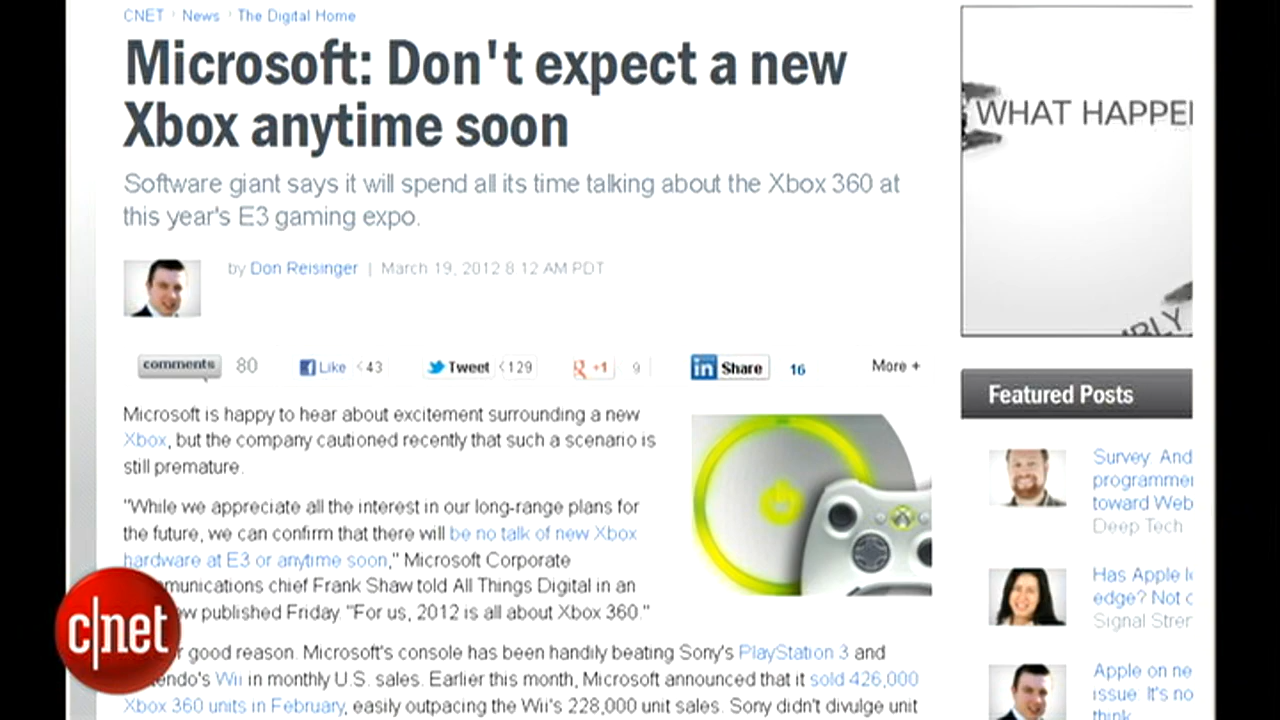 CNET › News › The Digital Home
Microsoft: Don't expect a new
Xbox anytime soon
Software giant says it will spend all its time talking about the Xbox 360 at
this year's E3 gaming expo.
by Don Reisinger | March 19, 2012 8 12 AM PDT
comments 80 Like 43 Tweet 129 +1 9 in Share 16 More +
Microsoft is happy to hear about excitement surrounding a new
Xbox, but the company cautioned recently that such a scenario is
still premature.
"While we appreciate all the interest in our long-range plans for
the future, we can confirm that there will be no talk of new Xbox
hardware at E3 or anytime soon," Microsoft Corporate
munications chief Frank Shaw told All Things Digital in an
w published Friday. "For us, 2012 is all about Xbox 360."
r good reason. Microsoft's console has been handily beating Sony's PlayStation 3 and
endo's Wii in monthly U.S. sales. Earlier this month, Microsoft announced that it sold 426,000
Xbox 360 units in February, easily outpacing the Wii's 228,000 unit sales. Sony didn't divulge unit
c|net
WHAT HAPPE
BLY
Featured Posts
Survey. And
programmer
toward Web
Deep Tech
Has Apple l
edge? Not
Signal Stren
Apple on ne
issue. It's no
think